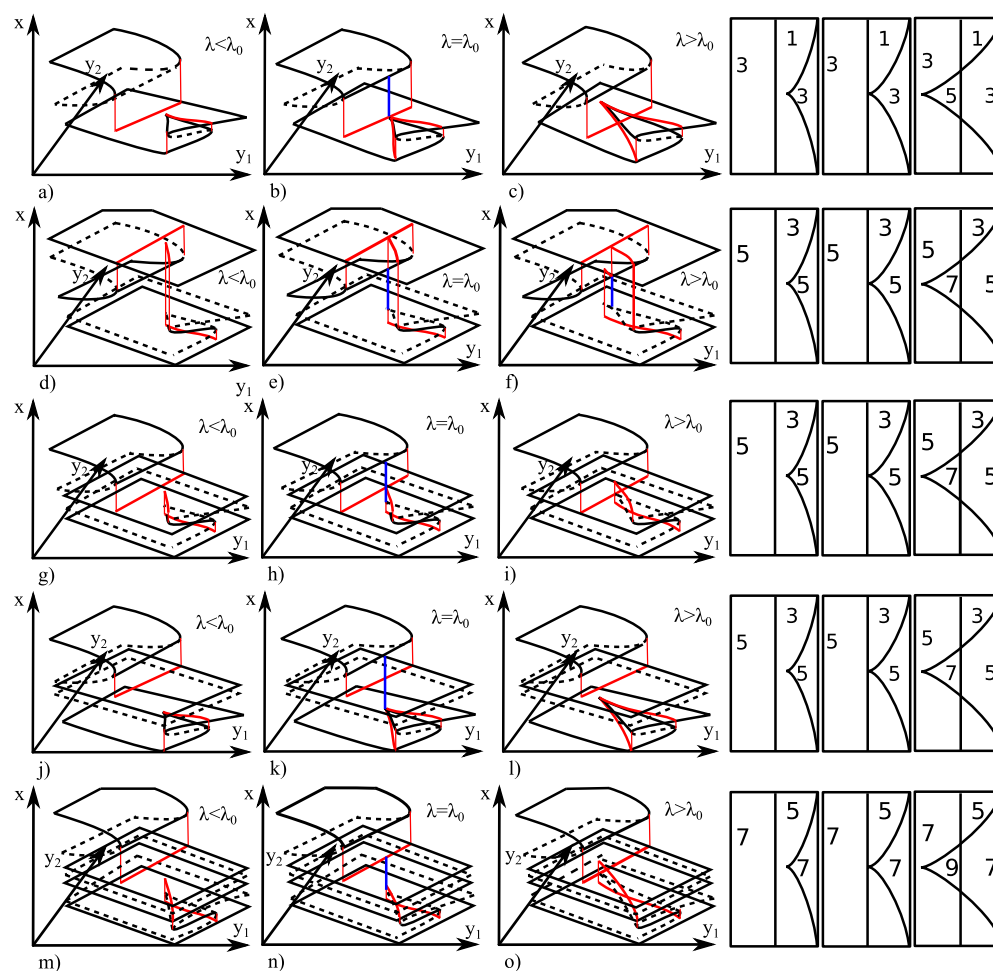 x
y₂
λ<λ₀
y₁
a)
x
y₂
λ=λ₀
y₁
b)
x
y₂
λ>λ₀
y₁
c)
3 1 3
3 1 3
3 1 5 3
x
y₂
λ<λ₀
y₁
d)
x
y₂
λ=λ₀
y₁
e)
x
y₂
λ>λ₀
y₁
f)
5 3 5
5 3 5
5 3 7 5
y₁
x
y₂
λ<λ₀
y₁
g)
x
y₂
λ=λ₀
y₁
h)
x
y₂
λ>λ₀
y₁
i)
5 3 5
5 3 5
5 3 7 5
x
y₂
λ<λ₀
y₁
j)
x
y₂
λ=λ₀
y₁
k)
x
y₂
λ>λ₀
y₁
l)
5 3 5
5 3 5
5 3 7 5
x
y₂
λ<λ₀
y₁
m)
x
y₂
λ=λ₀
y₁
n)
x
y₂
λ>λ₀
y₁
o)
7 5 7
7 5 7
7 5 9 7